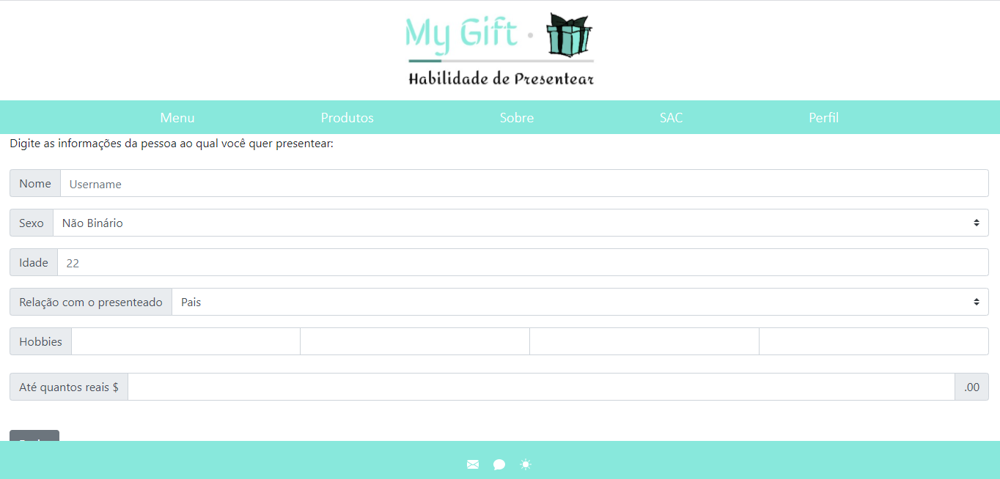 My Gift
Habilidade de Presentear
Menu Produtos Sobre SAC Perfil
Digite as informações da pessoa ao qual você quer presentear:
Nome Username
Sexo Não Binário
Idade 22
Relação com o presenteado Pais
Hobbies
Até quantos reais $ .00